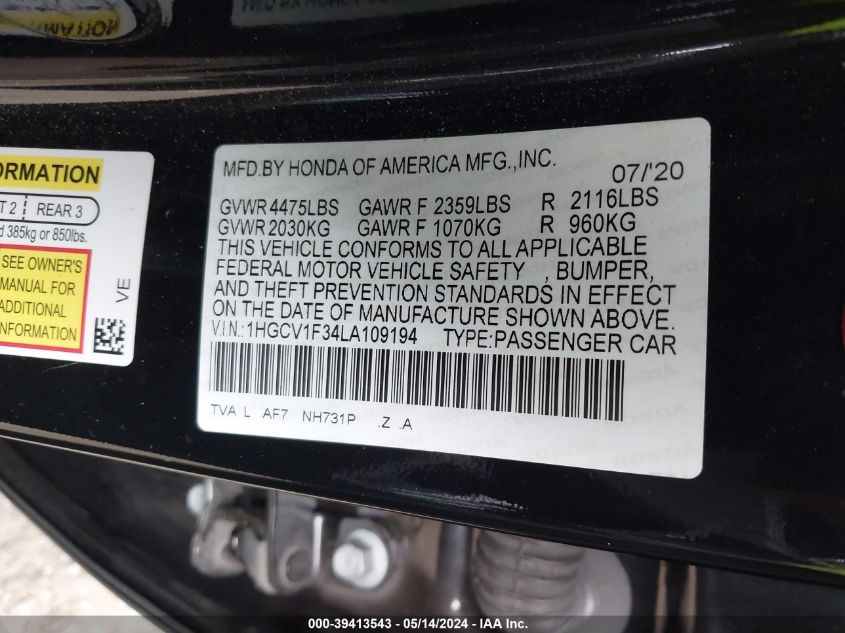 MFD.BY HONDA OF AMERICA MFG.,INC. 07/'20
GVWR 4475LBS GAWR F 2359LBS R 2116LBS
GVWR 2030KG GAWR F 1070KG R 960KG
THIS VEHICLE CONFORMS TO ALL APPLICABLE
FEDERAL MOTOR VEHICLE SAFETY , BUMPER,
AND THEFT PREVENTION STANDARDS IN EFFECT
ON THE DATE OF MANUFACTURE SHOWN ABOVE.
V.I.N.:1HGCV1F34LA109194 TYPE:PASSENGER CAR
TVA L AF7 NH731P .Z .A
REAR 3
385kg or 850lbs.
SEE OWNER'S
MANUAL FOR
ADDITIONAL
INFORMATION
VE
000-39413543 - 05/14/2024 - IAA Inc.